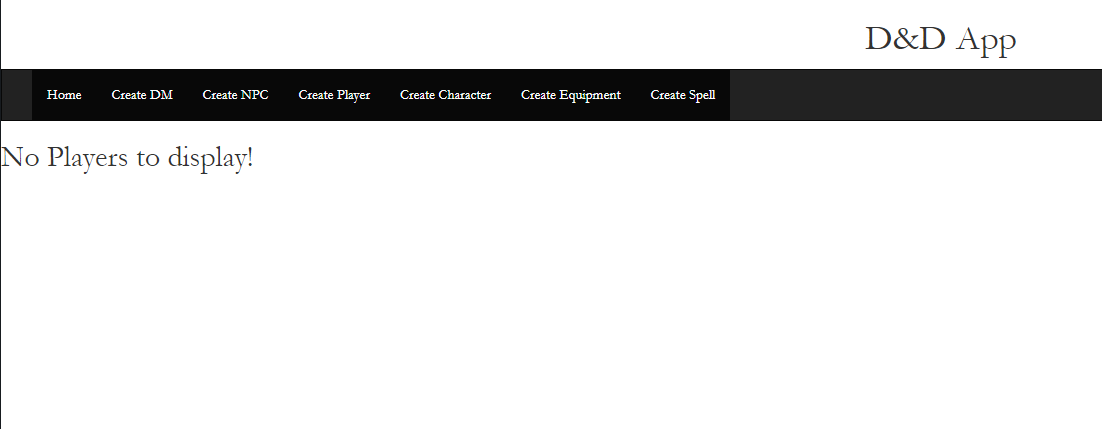 D&D App
Home Create DM Create NPC Create Player Create Character Create Equipment Create Spell
No Players to display!